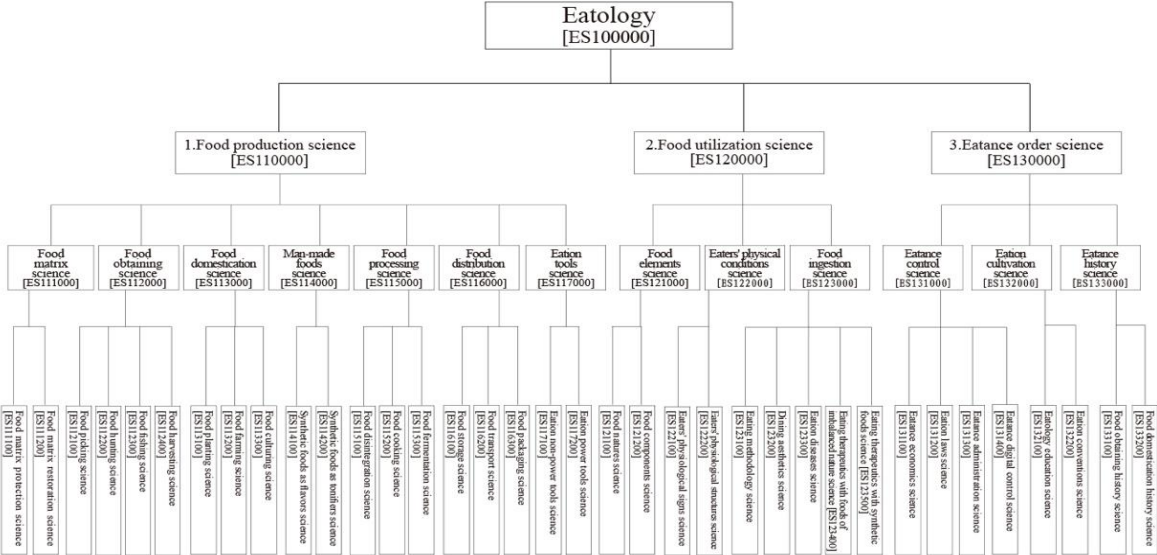 Eatology
[ES100000]
1.Food production science
[ES110000]
2.Food utilization science
[ES120000]
3.Eatance order science
[ES130000]
Food
matrix
science
[ES111000]
Food
obtaining
science
[ES112000]
Food
domestication
science
[ES113000]
Man-made
foods
science
[ES114000]
Food
processing
science
[ES115000]
Food
distribution
science
[ES116000]
Eation
tools
science
[ES117000]
Food
elements
science
[ES121000]
Eaters' physical
conditions
science
[ES122000]
Food
ingestion
science
[ES123000]
Eatance
control
science
[ES131000]
Eation
cultivation
science
[ES132000]
Eatance
history
science
[ES133000]
Food matrix protection science
[ES111100]
Food matrix restoration science
[ES111200]
Food picking science
[ES112100]
Food hunting science
[ES112200]
Food fishing science
[ES112300]
Food harvesting science
[ES112400]
Food planting science
[ES113100]
Food farming science
[ES113200]
Food culturing science
[ES113300]
Synthetic foods as flavors science
[ES114100]
Synthetic foods as tonifiers science
[ES114200]
Food disintegration science
[ES115100]
Food cooking science
[ES115200]
Food fermentation science
[ES115300]
Food storage science
[ES116100]
Food transport science
[ES116200]
Food packaging science
[ES116300]
Eation non-power tools science
[ES117100]
Eation power tools science
[ES117200]
Food natures science
[ES121100]
Food components science
[ES121200]
Eaters' physiological signs science
[ES122100]
Eaters' physiological structures science
[ES122200]
Eating methodology science
[ES123100]
Dining aesthetics science
[ES123200]
Eation diseases science
[ES123300]
Eating therapeutics with foods of
imbalanced nature science [ES123400]
Eating therapeutics with synthetic
foods science [ES123500]
Eatance economics science
[ES131100]
Eation laws science
[ES131200]
Eatance administration science
[ES131300]
Eatance digital control science
[ES131400]
Eatology education science
[ES132100]
Eation conventions science
[ES132200]
Food obtaining history science
[ES133100]
Food domestication history science
[ES133200]